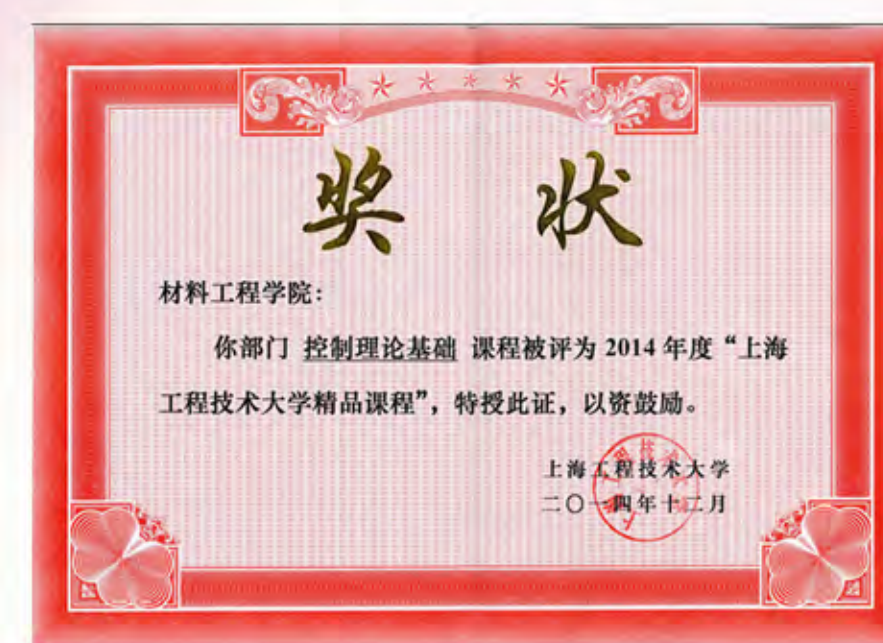 奖状
材料工程学院：
你部门 控制理论基础 课程被评为 2014 年度“上海
工程技术大学精品课程”，特授此证，以资鼓励。
上海工程技术大学
二〇一四年十二月